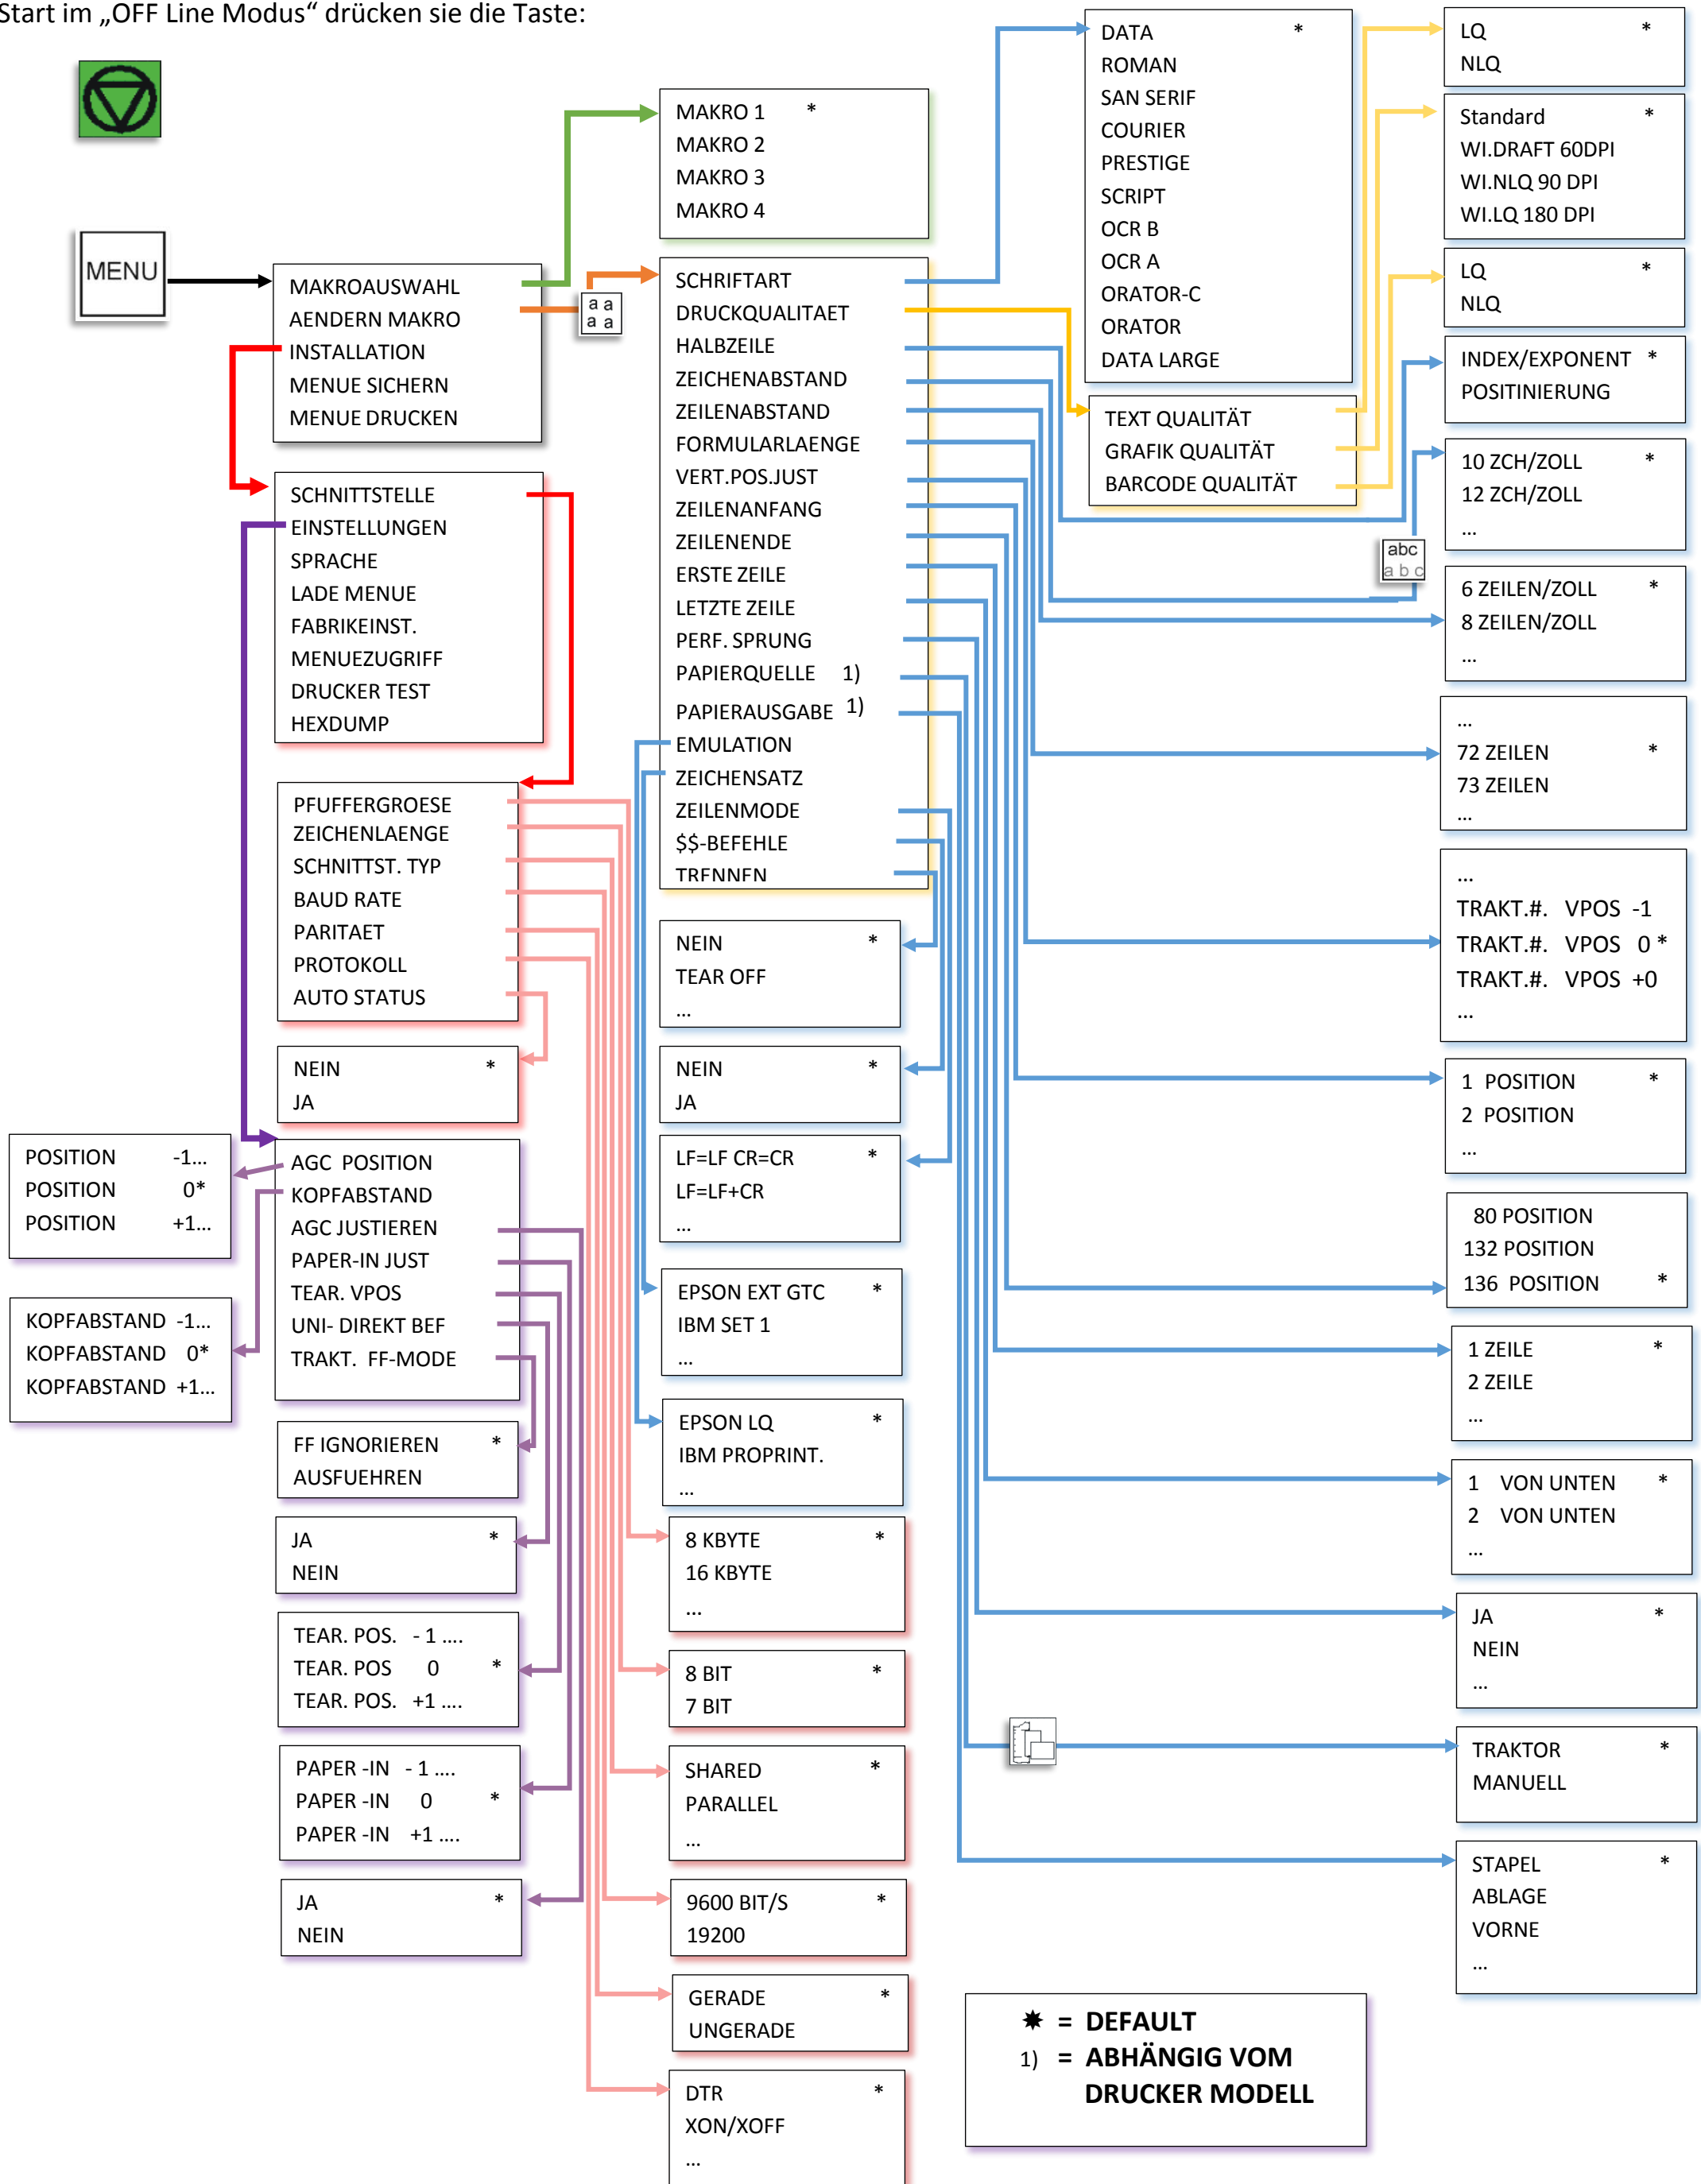 Start im „OFF Line Modus“ drücken sie die Taste:
MENU
MAKROAUSWAHL
AENDERN MAKRO
INSTALLATION
MENUE SICHERN
MENUE DRUCKEN
SCHNITTSTELLE
EINSTELLUNGEN
SPRACHE
LADE MENUE
FABRIKEINST.
MENUEZUGRIFF
DRUCKER TEST
HEXDUMP
PFUFFERGROESE
ZEICHENLAENGE
SCHNITTST. TYP
BAUD RATE
PARITAET
PROTOKOLL
AUTO STATUS
NEIN *
JA
POSITION -1...
POSITION 0*
POSITION +1...
KOPFABSTAND -1...
KOPFABSTAND 0*
KOPFABSTAND +1...
AGC POSITION
KOPFABSTAND
AGC JUSTIEREN
PAPER-IN JUST
TEAR. VPOS
UNI- DIREKT BEF
TRAKT. FF-MODE
FF IGNORIEREN *
AUSFUEHREN
JA *
NEIN
TEAR. POS. - 1 ....
TEAR. POS 0 *
TEAR. POS. +1 ....
PAPER -IN - 1 ....
PAPER -IN 0 *
PAPER -IN +1 ....
JA *
NEIN
MAKRO 1 *
MAKRO 2
MAKRO 3
MAKRO 4
a a
a a
SCHRIFTART
DRUCKQUALITAET
HALBZEILE
ZEICHENABSTAND
ZEILENABSTAND
FORMULARLAENGE
VERT.POS.JUST
ZEILENANFANG
ZEILENENDE
ERSTE ZEILE
LETZTE ZEILE
PERF. SPRUNG
PAPIERQUELLE 1)
PAPIERAUSGABE 1)
EMULATION
ZEICHENSATZ
ZEILENMODE
$$-BEFEHLE
TRENNEN
NEIN *
TEAR OFF
...
NEIN *
JA
LF=LF CR=CR *
LF=LF+CR
...
EPSON EXT GTC *
IBM SET 1
...
EPSON LQ *
IBM PROPRINT.
...
8 KBYTE *
16 KBYTE
...
8 BIT *
7 BIT
SHARED *
PARALLEL
...
9600 BIT/S *
19200
GERADE *
UNGERADE
DTR *
XON/XOFF
...
DATA *
ROMAN
SAN SERIF
COURIER
PRESTIGE
SCRIPT
OCR B
OCR A
ORATOR-C
ORATOR
DATA LARGE
TEXT QUALITÄT
GRAFIK QUALITÄT
BARCODE QUALITÄT
LQ *
NLQ
Standard *
WI.DRAFT 60DPI
WI.NLQ 90 DPI
WI.LQ 180 DPI
LQ *
NLQ
INDEX/EXPONENT *
POSITINIERUNG
10 ZCH/ZOLL *
12 ZCH/ZOLL
...
abc
a b c
6 ZEILEN/ZOLL *
8 ZEILEN/ZOLL
...
...
72 ZEILEN *
73 ZEILEN
...
...
TRAKT.#. VPOS -1
TRAKT.#. VPOS 0 *
TRAKT.#. VPOS +0
...
1 POSITION *
2 POSITION
...
80 POSITION
132 POSITION
136 POSITION *
1 ZEILE *
2 ZEILE
...
1 VON UNTEN *
2 VON UNTEN
...
JA *
NEIN
...
TRAKTOR *
MANUELL
STAPEL *
ABLAGE
VORNE
...
✷ = DEFAULT
1) = ABHÄNGIG VOM
DRUCKER MODELL